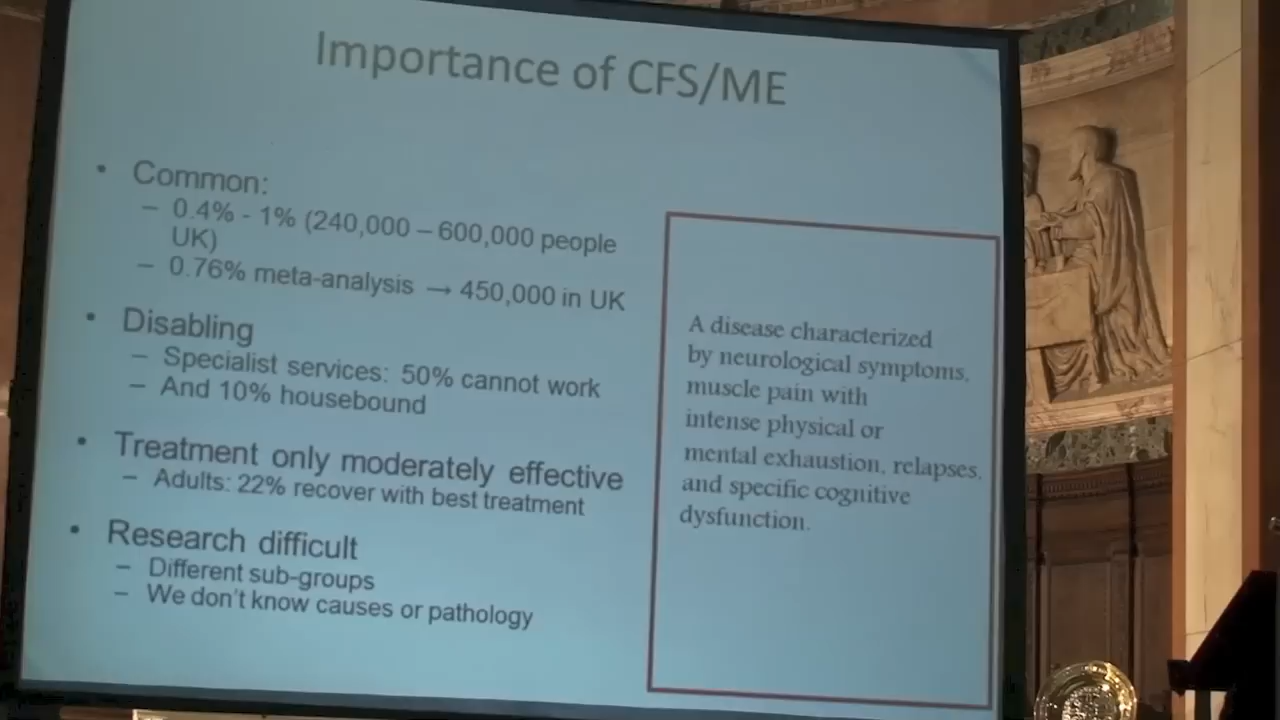 Importance of CFS/ME
• Common:
– 0.4% - 1% (240,000 – 600,000 people
UK)
– 0.76% meta-analysis → 450,000 in UK
• Disabling
– Specialist services: 50% cannot work
– And 10% housebound
• Treatment only moderately effective
– Adults: 22% recover with best treatment
• Research difficult
– Different sub-groups
– We don't know causes or pathology
A disease characterized
by neurological symptoms,
muscle pain with
intense physical or
mental exhaustion, relapses,
and specific cognitive
dysfunction.